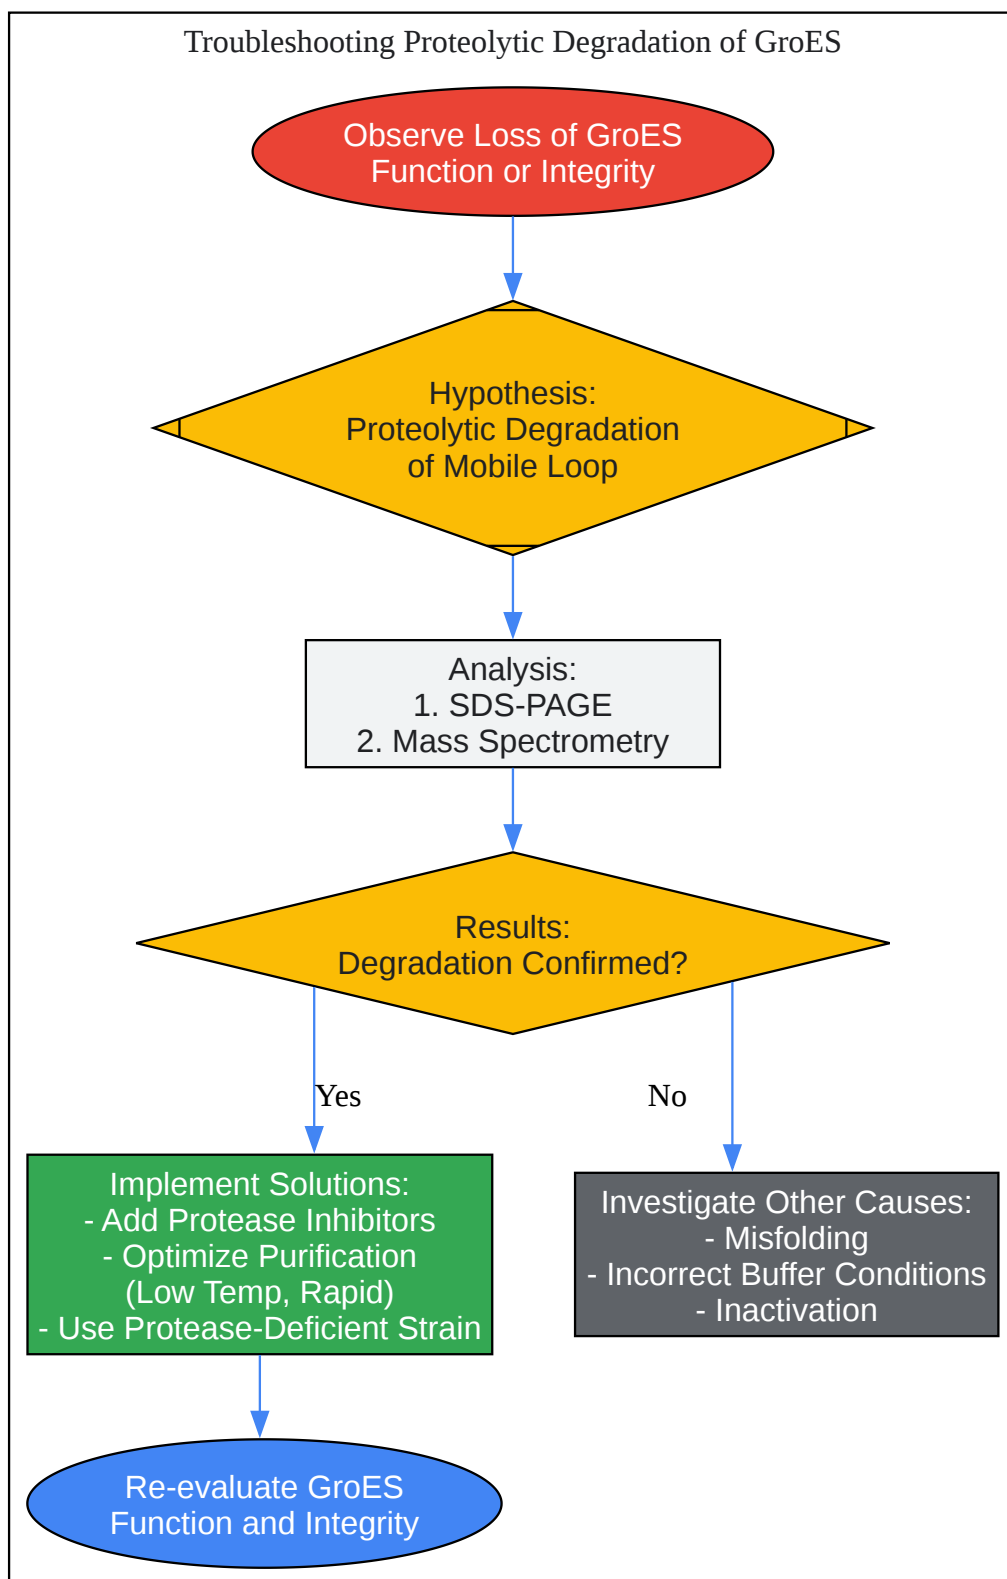 Troubleshooting Proteolytic Degradation of GroES
Observe Loss of GroES
Function or Integrity
Hypothesis:
Proteolytic Degradation
of Mobile Loop
Analysis:
1. SDS-PAGE
2. Mass Spectrometry
Results:
Degradation Confirmed?
Yes
No
Implement Solutions:
- Add Protease Inhibitors
- Optimize Purification
(Low Temp, Rapid)
- Use Protease-Deficient Strain
Investigate Other Causes:
- Misfolding
- Incorrect Buffer Conditions
- Inactivation
Re-evaluate GroES
Function and Integrity